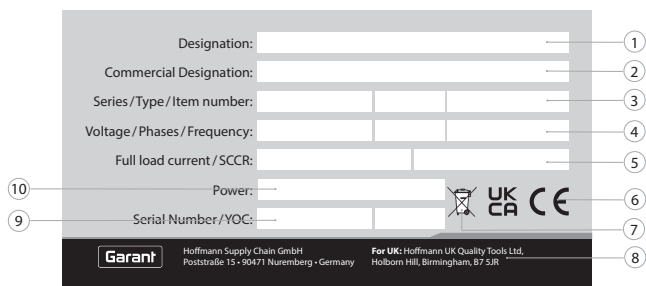 Designation: 1
Commercial Designation: 2
Series/Type/Item number: 3
Voltage/Phases/Frequency: 4
Full load current/SCCR: 5
10 Power: UK CA CE 6
9 Serial Number/YOC: 7
Garant
Hoffmann Supply Chain GmbH
Poststraße 15 • 90471 Nuremberg • Germany
For UK: Hoffmann UK Quality Tools Ltd,
Holborn Hill, Birmingham, B7 5JR 8